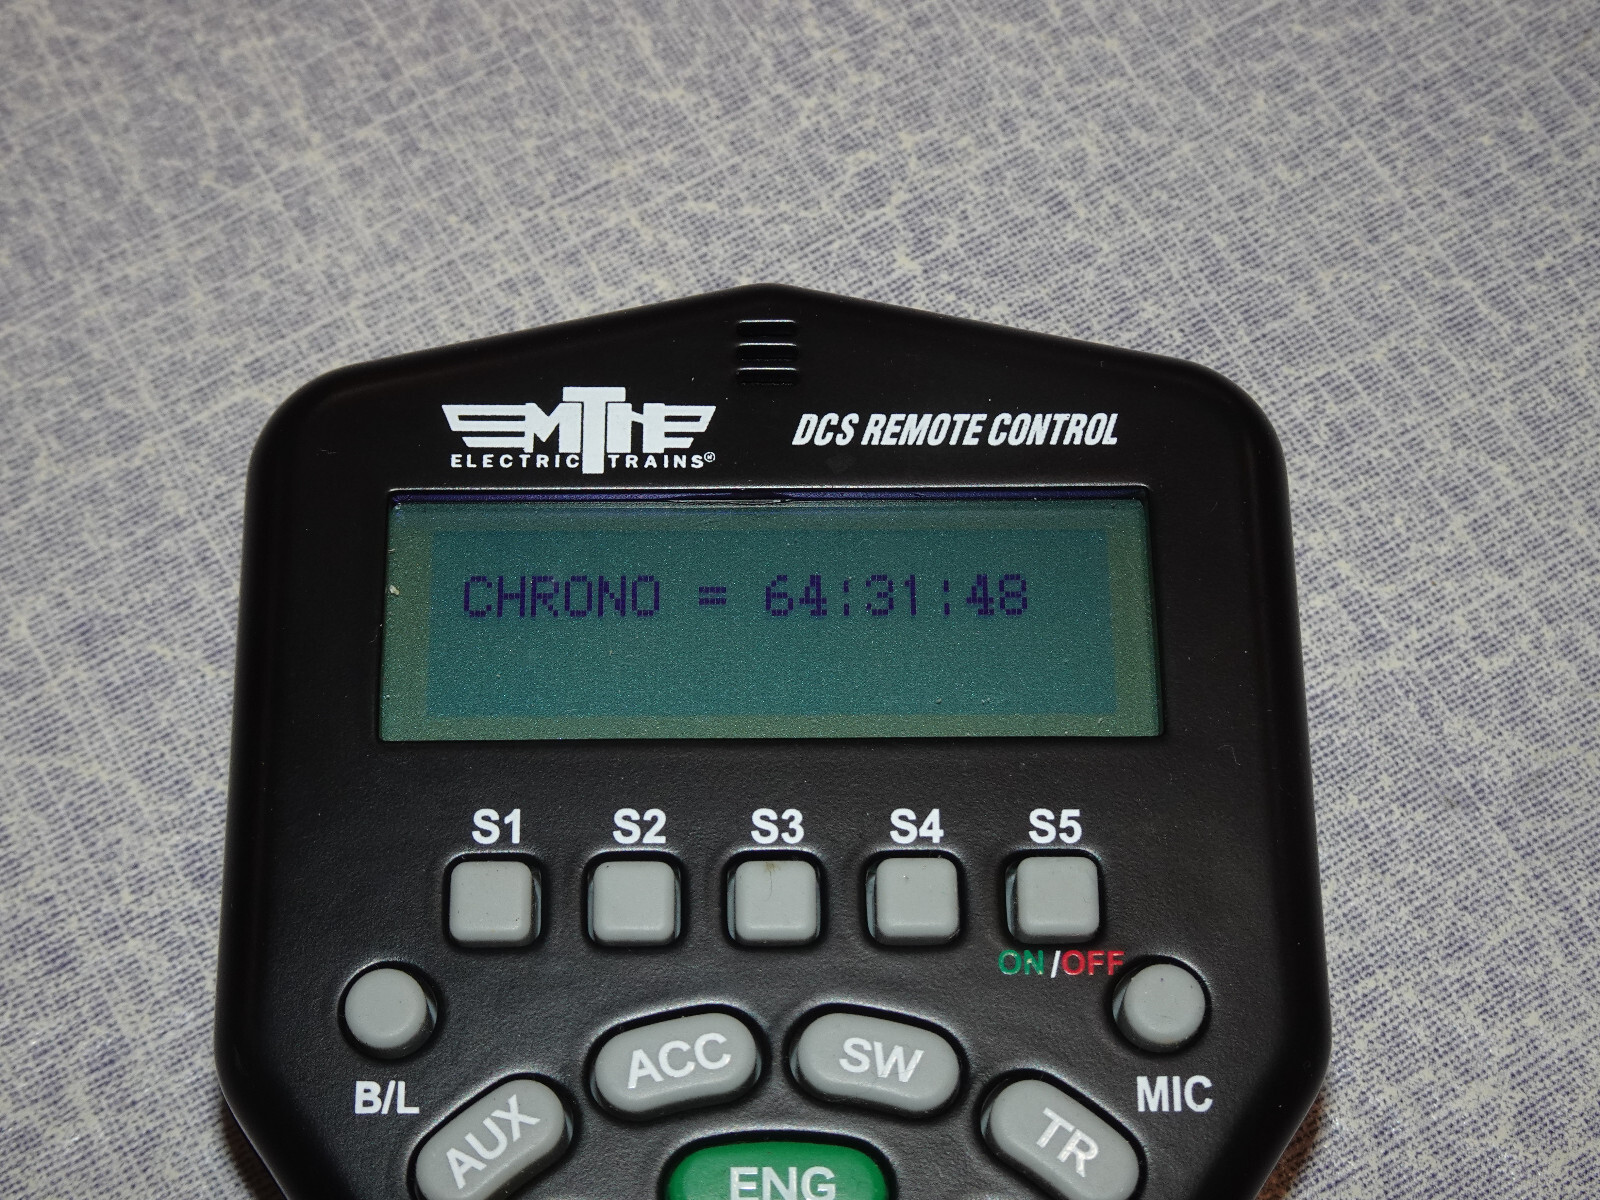 MTH
ELECTRIC TRAINS®
DCS REMOTE CONTROL
CHRONO = 64:31:48
S1 S2 S3 S4 S5
ON/OFF
B/L AUX ACC SW TR MIC
ENG